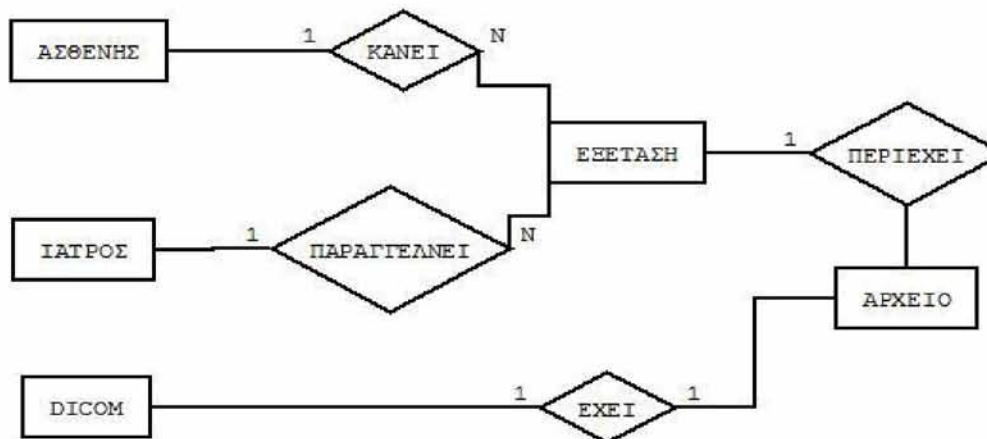 ΑΣΘΕΝΗΣ 1 ΚΑΝΕΙ N
ΕΞΕΤΑΣΗ 1 ΠΕΡΙΕΧΕΙ
ΙΑΤΡΟΣ 1 ΠΑΡΑΓΓΕΛΝΕΙ N
ΑΡΧΕΙΟ
DICOM 1 ΕΧΕΙ 1